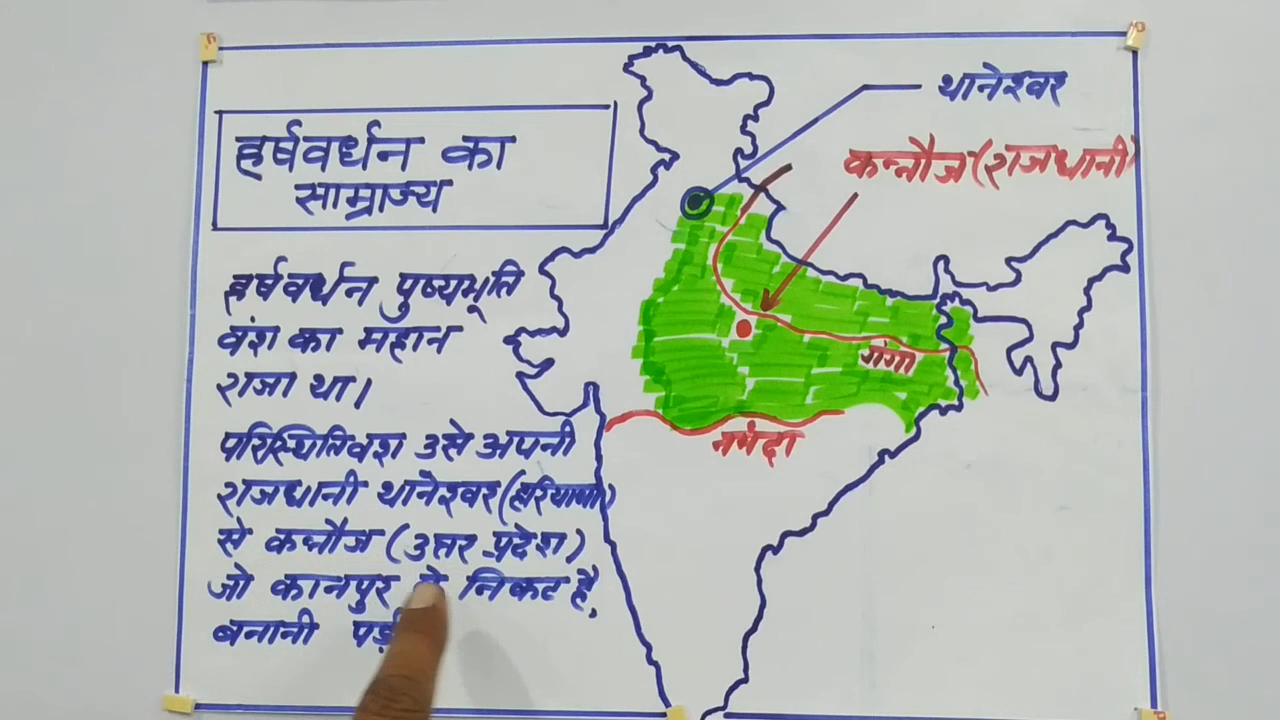 हर्षवर्धन का
साम्राज्य
हर्षवर्धन पुष्यभूति
वंश का महान
राजा था।
परिस्थितिवश उसे अपनी
राजधानी थानेश्वर (हरियाणा)
से कन्नौज (उत्तर प्रदेश)
जो कानपुर के निकट है,
बनानी
थानेश्वर
कन्नौज (राजधानी)
गंगा
नर्मदा